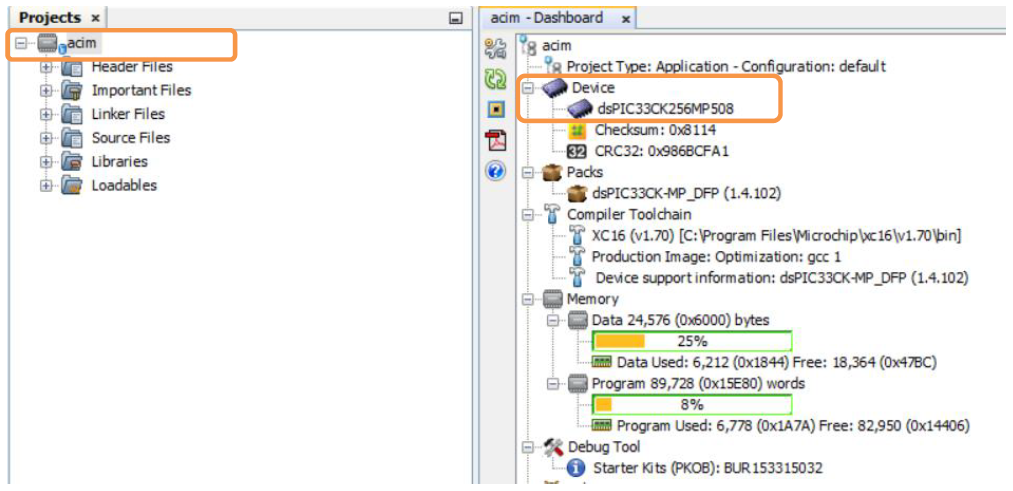 Projects
acim
Header Files
Important Files
Linker Files
Source Files
Libraries
Loadables
acim - Dashboard
acim
Project Type: Application - Configuration: default
Device
dsPIC33CK256MP508
Checksum: 0x8114
32 CRC32: 0x986BCFA1
Packs
dsPIC33CK-MP_DFP (1.4.102)
Compiler Toolchain
XC16 (v1.70) [C:\Program Files\Microchip\xc16\v1.70\bin]
Production Image: Optimization: gcc 1
Device support information: dsPIC33CK-MP_DFP (1.4.102)
Memory
Data 24,576 (0x6000) bytes
25%
Data Used: 6,212 (0x1844) Free: 18,364 (0x47BC)
Program 89,728 (0x15E80) words
8%
Program Used: 6,778 (0x1A7A) Free: 82,950 (0x14406)
Debug Tool
Starter Kits (PKOB): BUR153315032